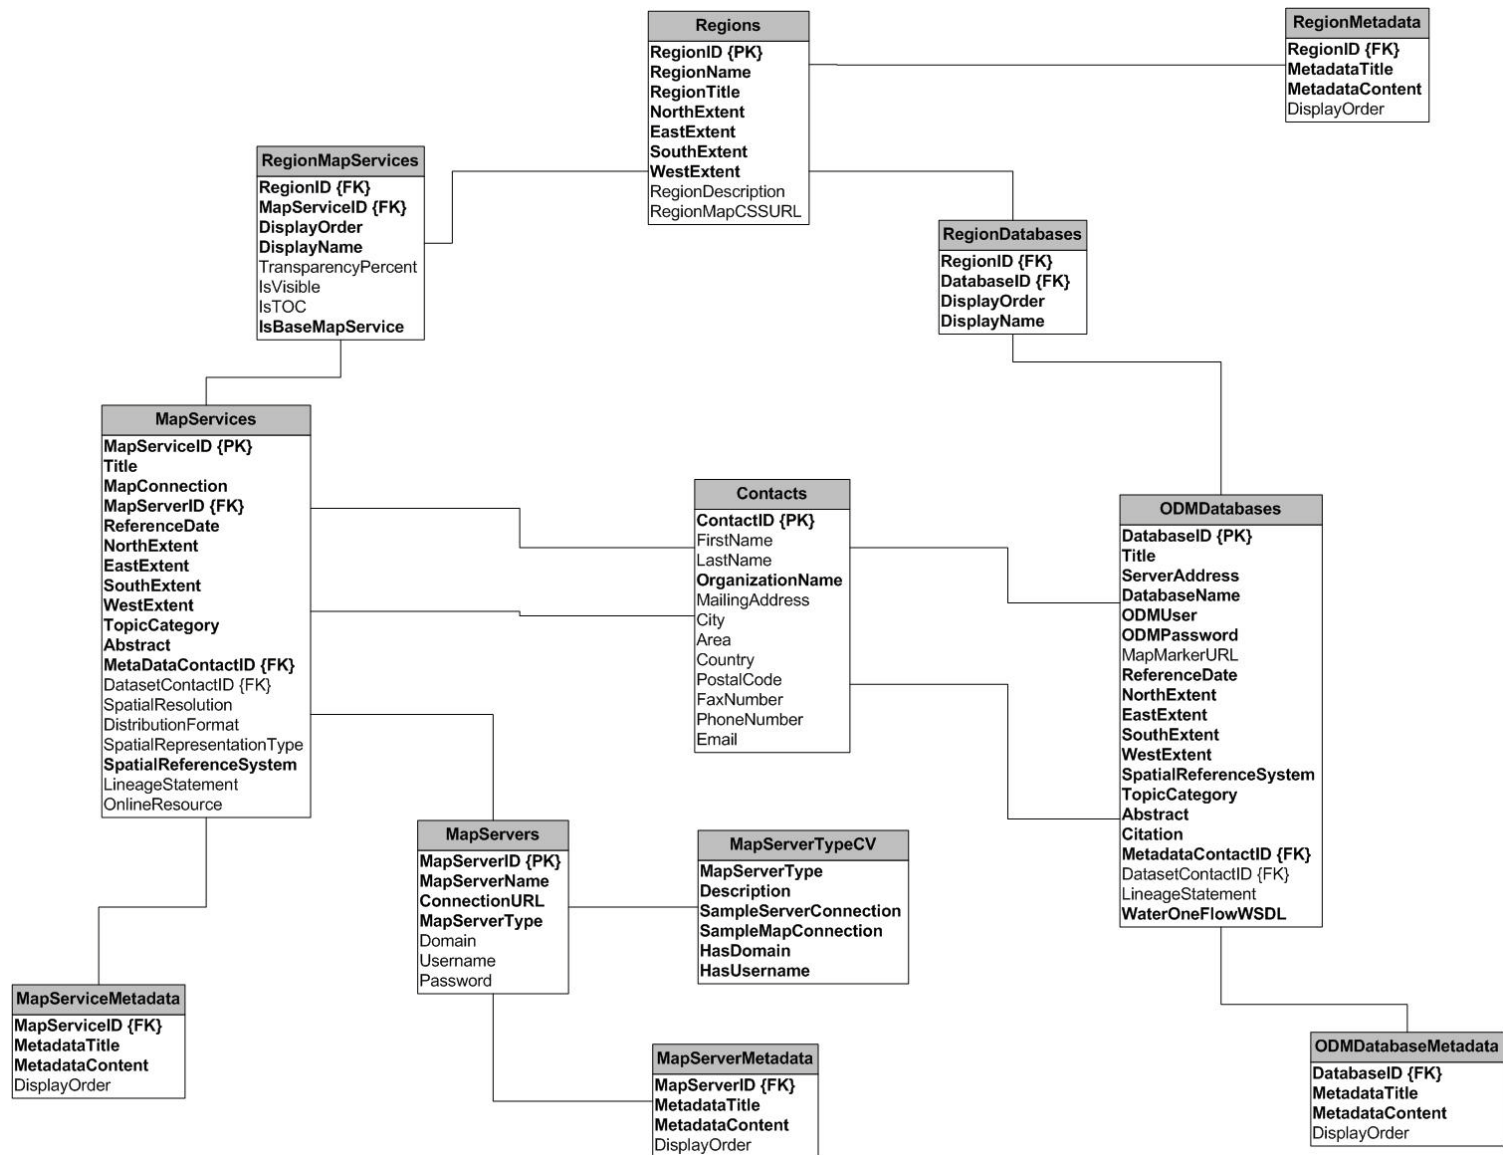 Regions
RegionID {PK}
RegionName
RegionTitle
NorthExtent
EastExtent
SouthExtent
WestExtent
RegionDescription
RegionMapCSSURL
RegionMetadata
RegionID {FK}
MetadataTitle
MetadataContent
DisplayOrder
RegionMapServices
RegionID {FK}
MapServiceID {FK}
DisplayOrder
DisplayName
TransparencyPercent
IsVisible
IsTOC
IsBaseMapService
RegionDatabases
RegionID {FK}
DatabaseID {FK}
DisplayOrder
DisplayName
MapServices
MapServiceID {PK}
Title
MapConnection
MapServerID {FK}
ReferenceDate
NorthExtent
EastExtent
SouthExtent
WestExtent
TopicCategory
Abstract
MetaDataContactID {FK}
DatasetContactID {FK}
SpatialResolution
DistributionFormat
SpatialRepresentationType
SpatialReferenceSystem
LineageStatement
OnlineResource
Contacts
ContactID {PK}
FirstName
LastName
OrganizationName
MailingAddress
City
Area
Country
PostalCode
FaxNumber
PhoneNumber
Email
ODMDatabases
DatabaseID {PK}
Title
ServerAddress
DatabaseName
ODMUser
ODMPassword
MapMarkerURL
ReferenceDate
NorthExtent
EastExtent
SouthExtent
WestExtent
SpatialReferenceSystem
TopicCategory
Abstract
Citation
MetadataContactID {FK}
DatasetContactID {FK}
LineageStatement
WaterOneFlowWSDL
MapServers
MapServerID {PK}
MapServerName
ConnectionURL
MapServerType
Domain
Username
Password
MapServerTypeCV
MapServerType
Description
SampleServerConnection
SampleMapConnection
HasDomain
HasUsername
MapServiceMetadata
MapServiceID {FK}
MetadataTitle
MetadataContent
DisplayOrder
MapServerMetadata
MapServerID {FK}
MetadataTitle
MetadataContent
DisplayOrder
ODMDatabaseMetadata
DatabaseID {FK}
MetadataTitle
MetadataContent
DisplayOrder